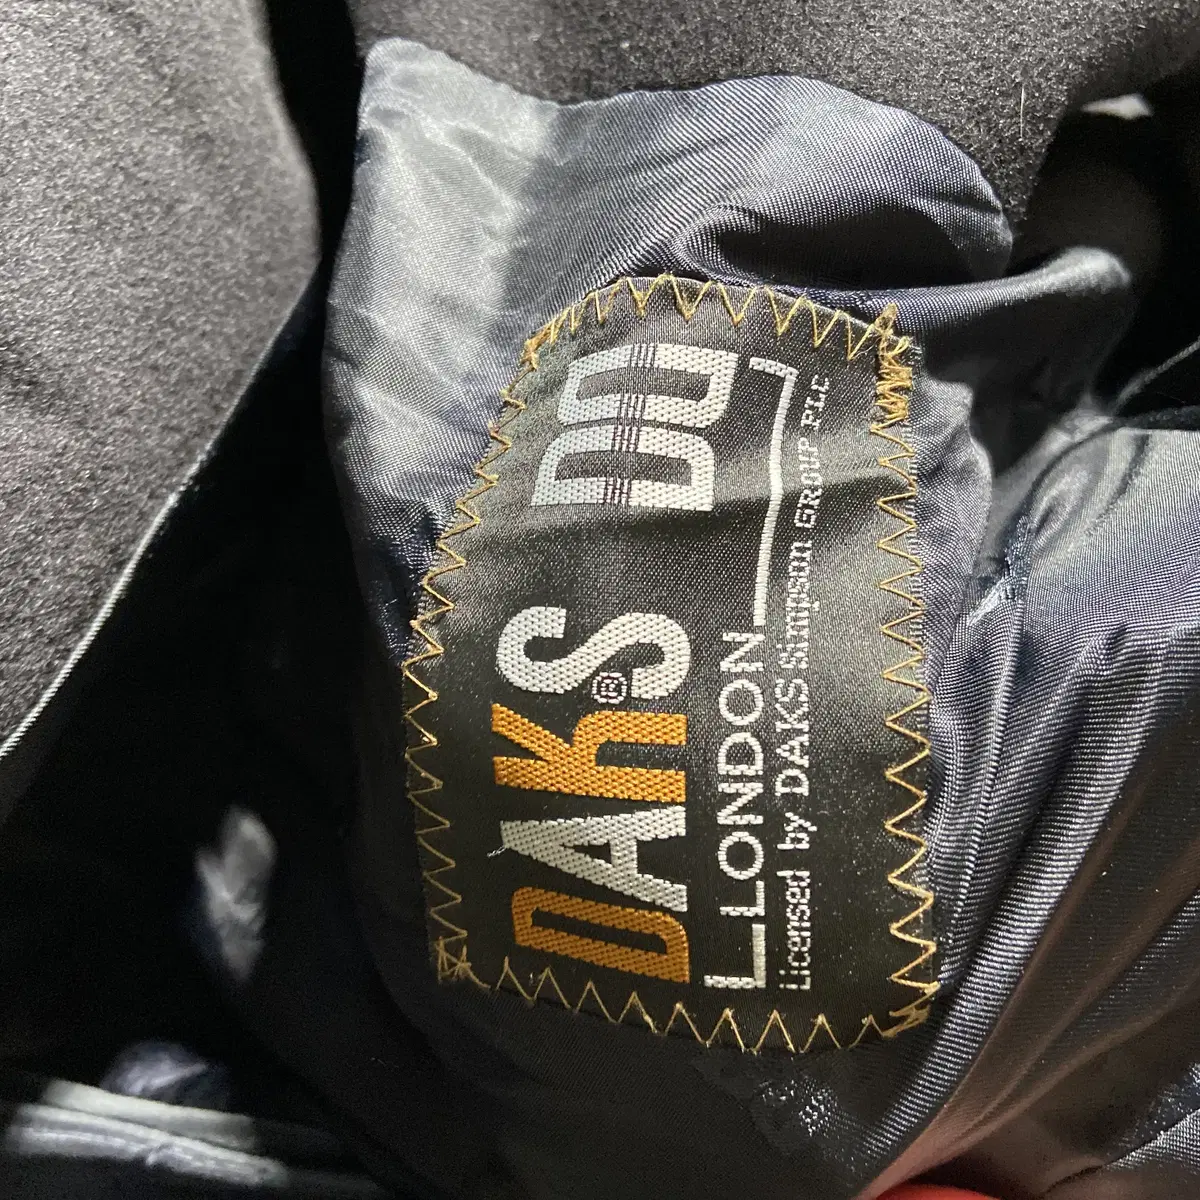 DAKS® DD
LONDON
Licensed by DAKS Simpson GROUP PLC